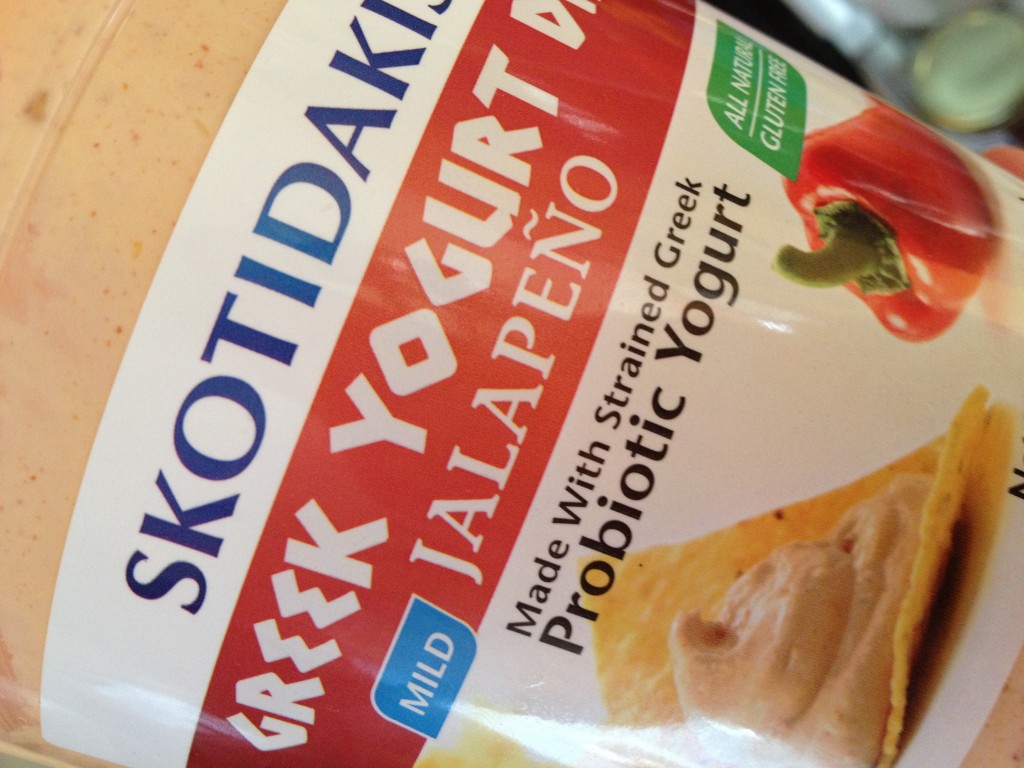 SKOTIDAKIS
GREEK YOGURT
JALAPEÑO
MILD
Made With Strained Greek
Probiotic Yogurt
ALL NATURAL
GLUTEN FREE